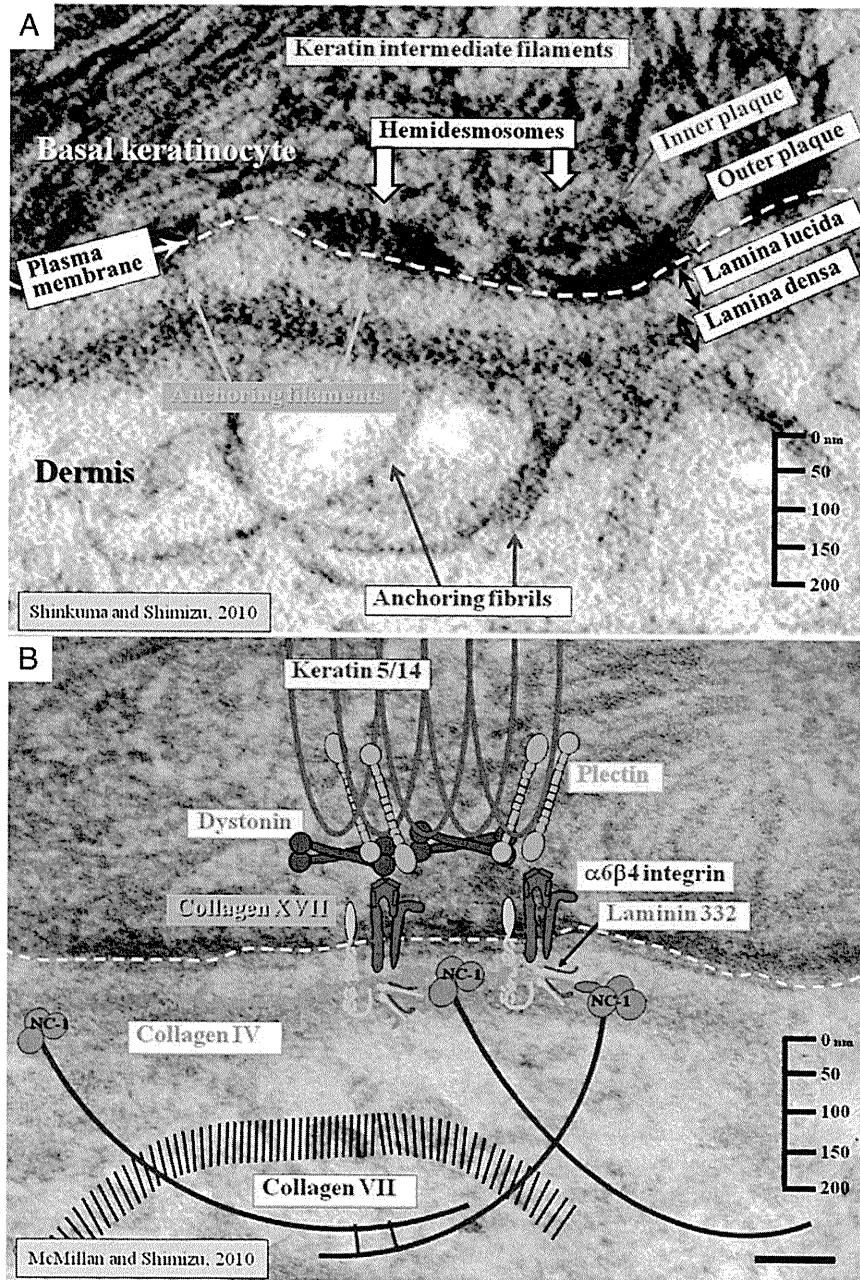 A
Keratin intermediate filaments
Hemidesmosomes
Inner plaque
Basal keratinocyte
Outer plaque
Plasma
membrane
Lamina lucida
Lamina densa
Anchoring filaments
Dermis
0 nm
50
100
150
200
Anchoring fibrils
Shinkuma and Shimizu, 2010
B
Keratin 5/14
Plectin
Dystonin
α6β4 integrin
Collagen XVII
Laminin 332
NC-1
NC-1
NC-1
Collagen IV
0 nm
50
100
150
200
Collagen VII
McMillan and Shimizu, 2010